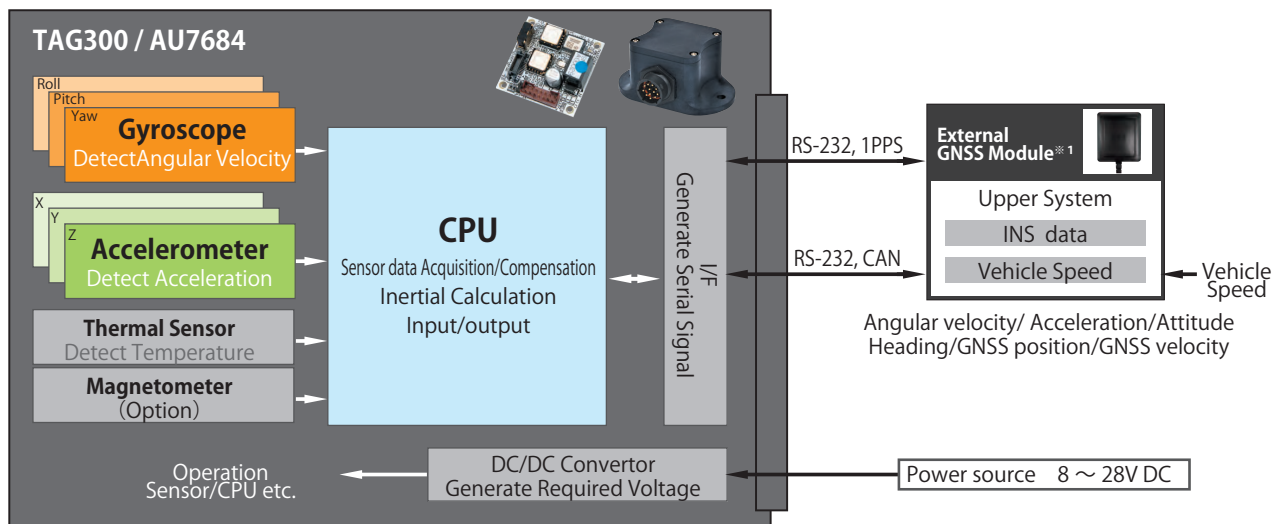 TAG300 / AU7684
Roll
Pitch
Yaw
Gyroscope
DetectAngular Velocity
X
Y
Z
Accelerometer
Detect Acceleration
Thermal Sensor
Detect Temperature
Magnetometer
(Option)
CPU
Sensor data Acquisition/Compensation
Inertial Calculation
Input/output
I/F
Generate Serial Signal
RS-232, 1PPS
RS-232, CAN
External
GNSS Module※1
Upper System
INS data
Vehicle Speed
Vehicle
Speed
Angular velocity/ Acceleration/Attitude
Heading/GNSS position/GNSS velocity
Operation
Sensor/CPU etc.
DC/DC Convertor
Generate Required Voltage
Power source 8 ~ 28V DC